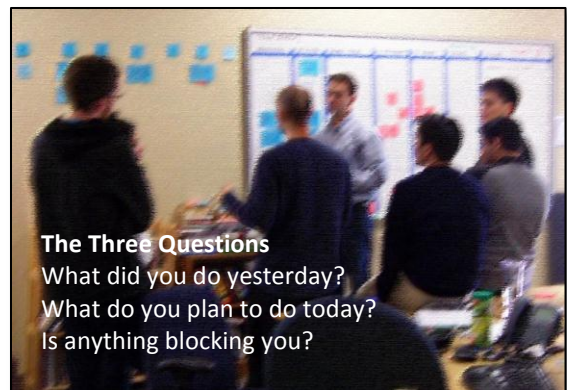 The Three Questions
What did you do yesterday?
What do you plan to do today?
Is anything blocking you?